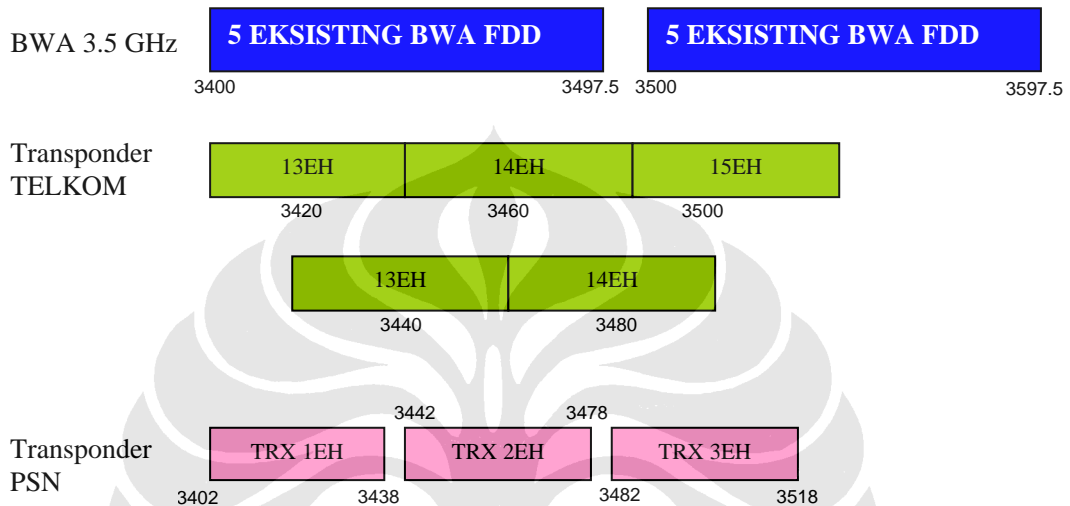 BWA 3.5 GHz
5 EKSISTING BWA FDD
5 EKSISTING BWA FDD
3400
3497.5
3500
3597.5
Transponder
TELKOM
13EH
14EH
15EH
3420
3460
3500
13EH
14EH
3440
3480
3442
3478
Transponder
PSN
TRX 1EH
TRX 2EH
TRX 3EH
3402
3438
3482
3518